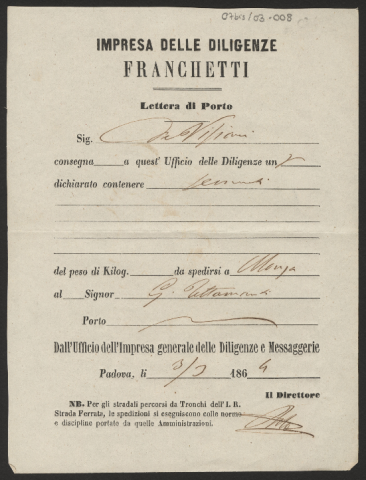 07613/03-008
IMPRESA DELLE DILIGENZE
FRANCHETTI
Lettera di Porto
Sig. De Visiani
consegna a quest' Ufficio delle Diligenze un
dichiarato contenere
del peso di Kilog. da spedirsi a Monza
al Signor G.
Porto
Dall'Ufficio dell'Impresa generale delle Diligenze e Messaggerie
Padova, li 3/3 1864
Il Direttore
NB. Per gli stradali percorsi da Tronchi dell'I. R.
Strada Ferrata, le spedizioni si eseguiscono colle norme
e discipline portate da quelle Amministrazioni.